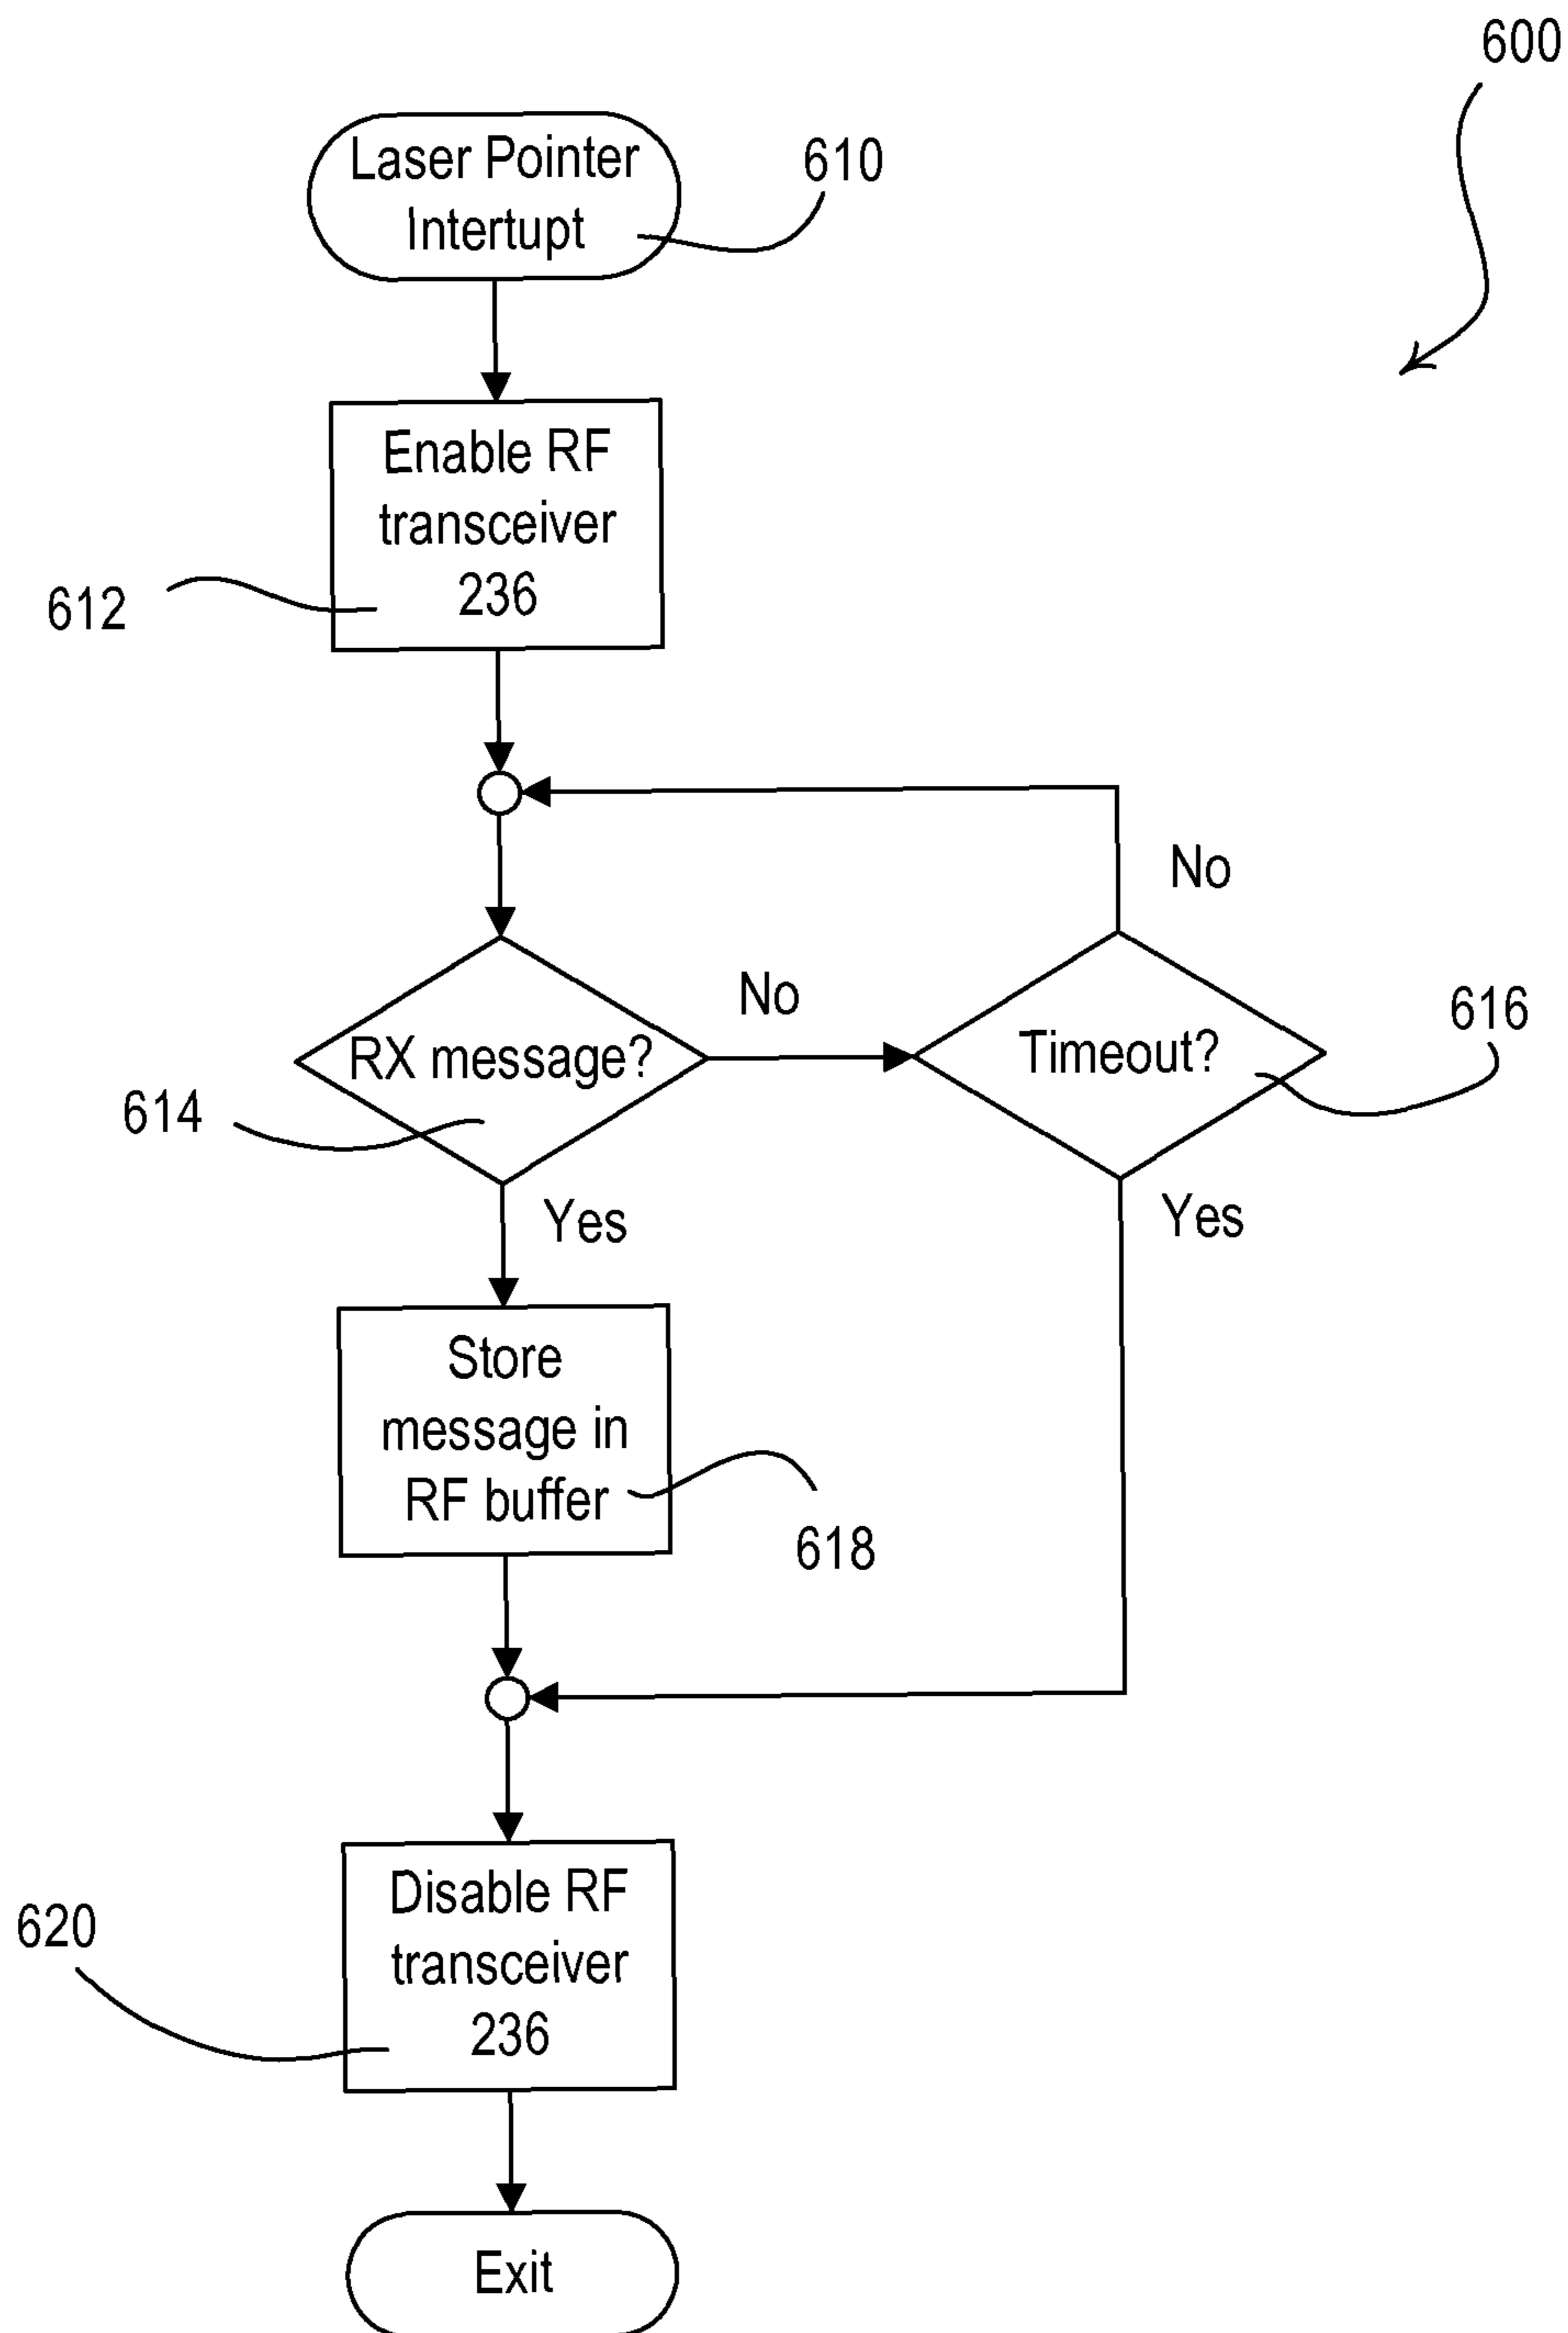 600
Laser Pointer
Intertupt
610
Enable RF
transceiver
236
612
No
RX message?
No
Timeout?
616
614
Yes
Yes
Store
message in
RF buffer
618
Disable RF
transceiver
236
620
Exit